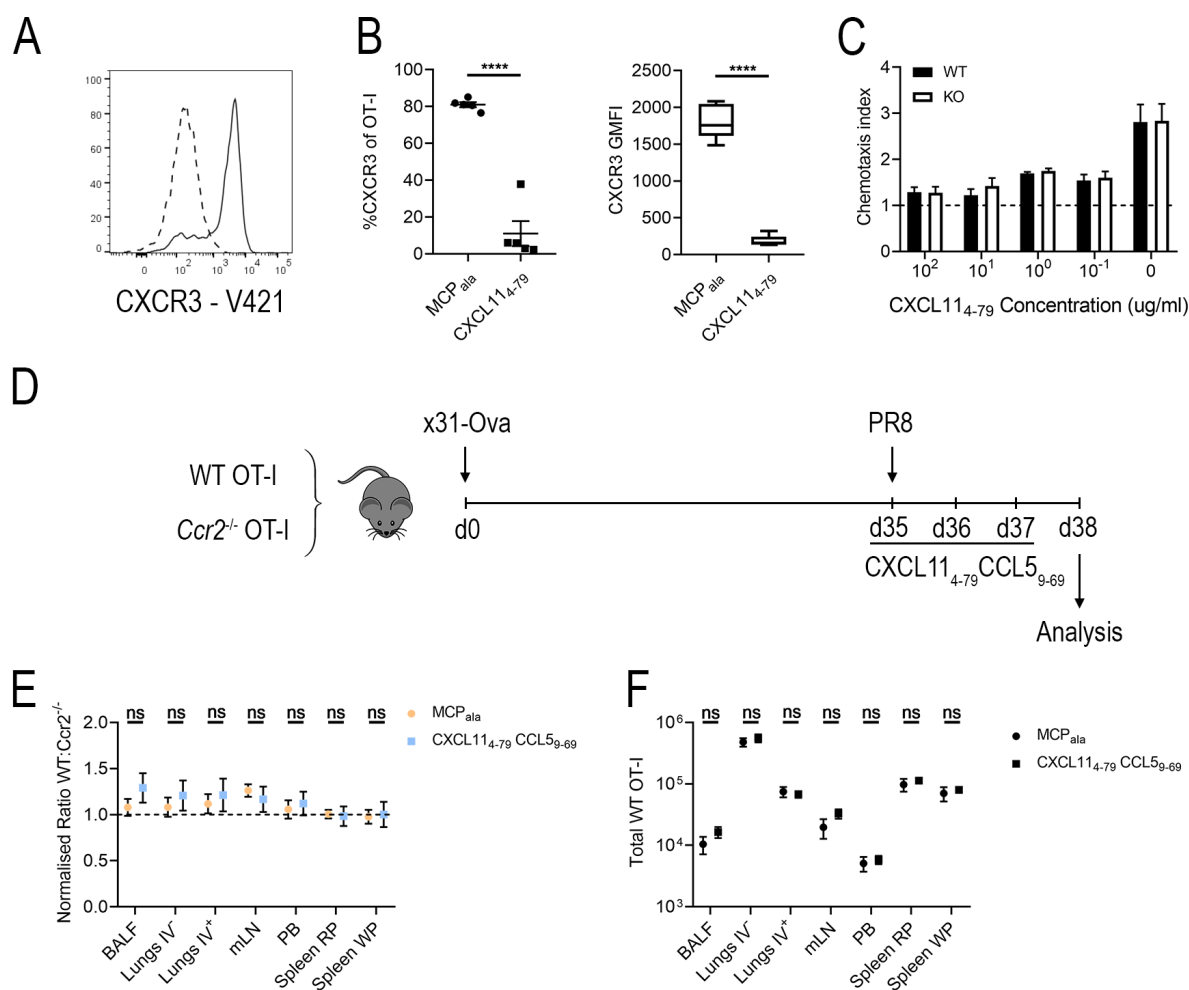 A
100
80
60
40
20
0
0 10² 10³ 10⁴ 10⁵
CXCR3 - V421
B
%CXCR3 of OT-I
100
80
60
40
20
0
****
MCPala
CXCL114-79
CXCR3 GMFI
2500
2000
1500
1000
500
0
****
MCPala
CXCL114-79
C
WT
KO
Chemotaxis index
4
3
2
1
0
10² 10¹ 10⁰ 10⁻¹ 0
CXCL114-79 Concentration (ug/ml)
D
WT OT-I
Ccr2-/- OT-I
x31-Ova
PR8
d0
d35 d36 d37 d38
CXCL114-79CCL59-69
Analysis
E
Normalised Ratio WT:Ccr2-/-
2.0
1.5
1.0
0.5
0.0
ns ns ns ns ns ns ns
MCPala
CXCL114-79 CCL59-69
BALF
Lungs IV-
Lungs IV+
mLN
PB
Spleen RP
Spleen WP
F
Total WT OT-I
10⁶
10⁵
10⁴
10³
ns ns ns ns ns ns ns
MCPala
CXCL114-79 CCL59-69
BALF
Lungs IV-
Lungs IV+
mLN
PB
Spleen RP
Spleen WP